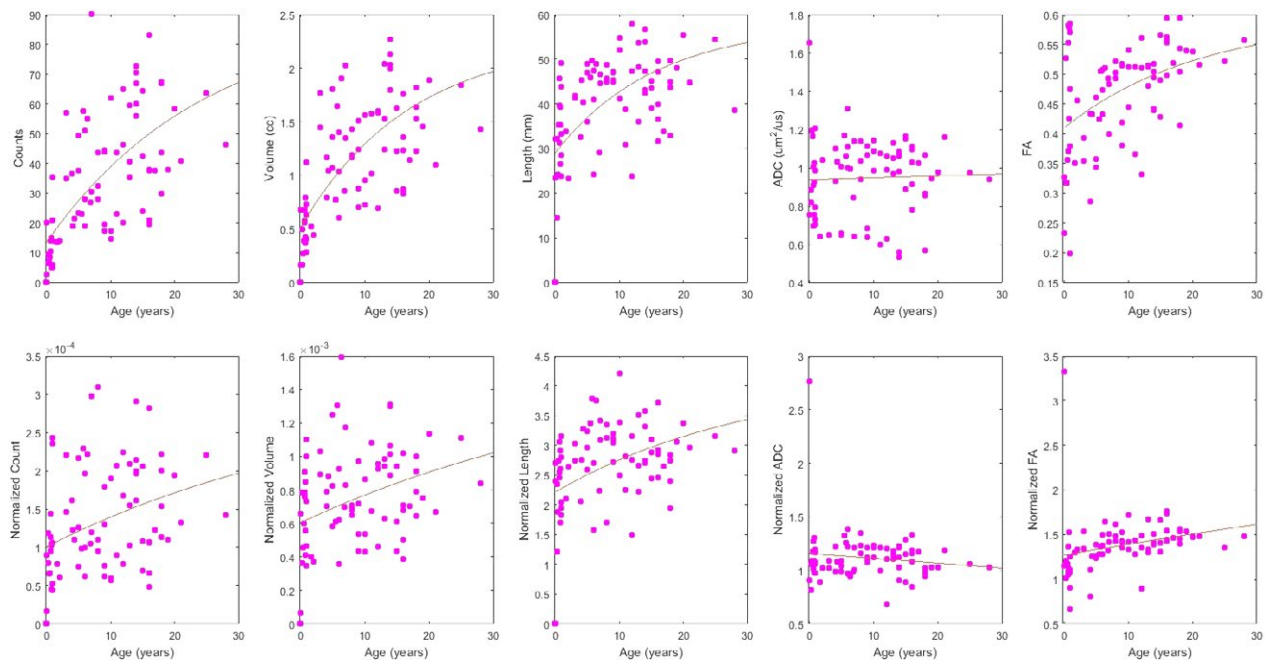 90
80
70
60
50
40
30
20
10
0
Counts
0 10 20 30
Age (years)
2.5
2
1.5
1
0.5
0
Volume (cc)
0 10 20 30
Age (years)
60
50
40
30
20
10
0
Length (mm)
0 10 20 30
Age (years)
1.8
1.6
1.4
1.2
1
0.8
0.6
0.4
ADC (um²/us)
0 10 20 30
Age (years)
0.6
0.55
0.5
0.45
0.4
0.35
0.3
0.25
0.2
0.15
FA
0 10 20 30
Age (years)
× 10⁻⁴
3.5
3
2.5
2
1.5
1
0.5
0
Normalized Count
0 10 20 30
Age (years)
× 10⁻³
1.6
1.4
1.2
1
0.8
0.6
0.4
0.2
0
Normalized Volume
0 10 20 30
Age (years)
4.5
4
3.5
3
2.5
2
1.5
1
0.5
0
Normalized Length
0 10 20 30
Age (years)
3
2.5
2
1.5
1
0.5
Normalized ADC
0 10 20 30
Age (years)
3.5
3
2.5
2
1.5
1
0.5
Normalized FA
0 10 20 30
Age (years)